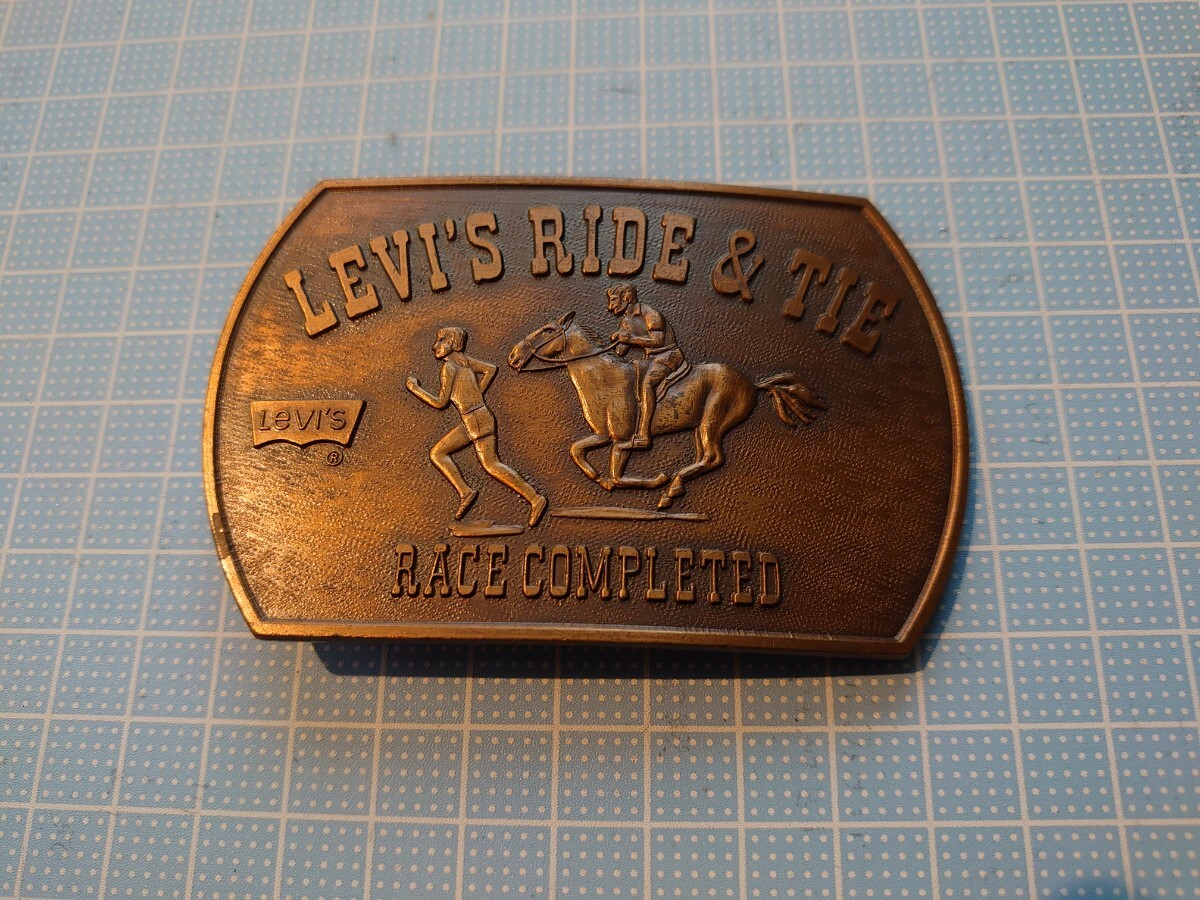 LEVI'S RIDE & TIE
LeVI'S
®
RACE COMPLETED